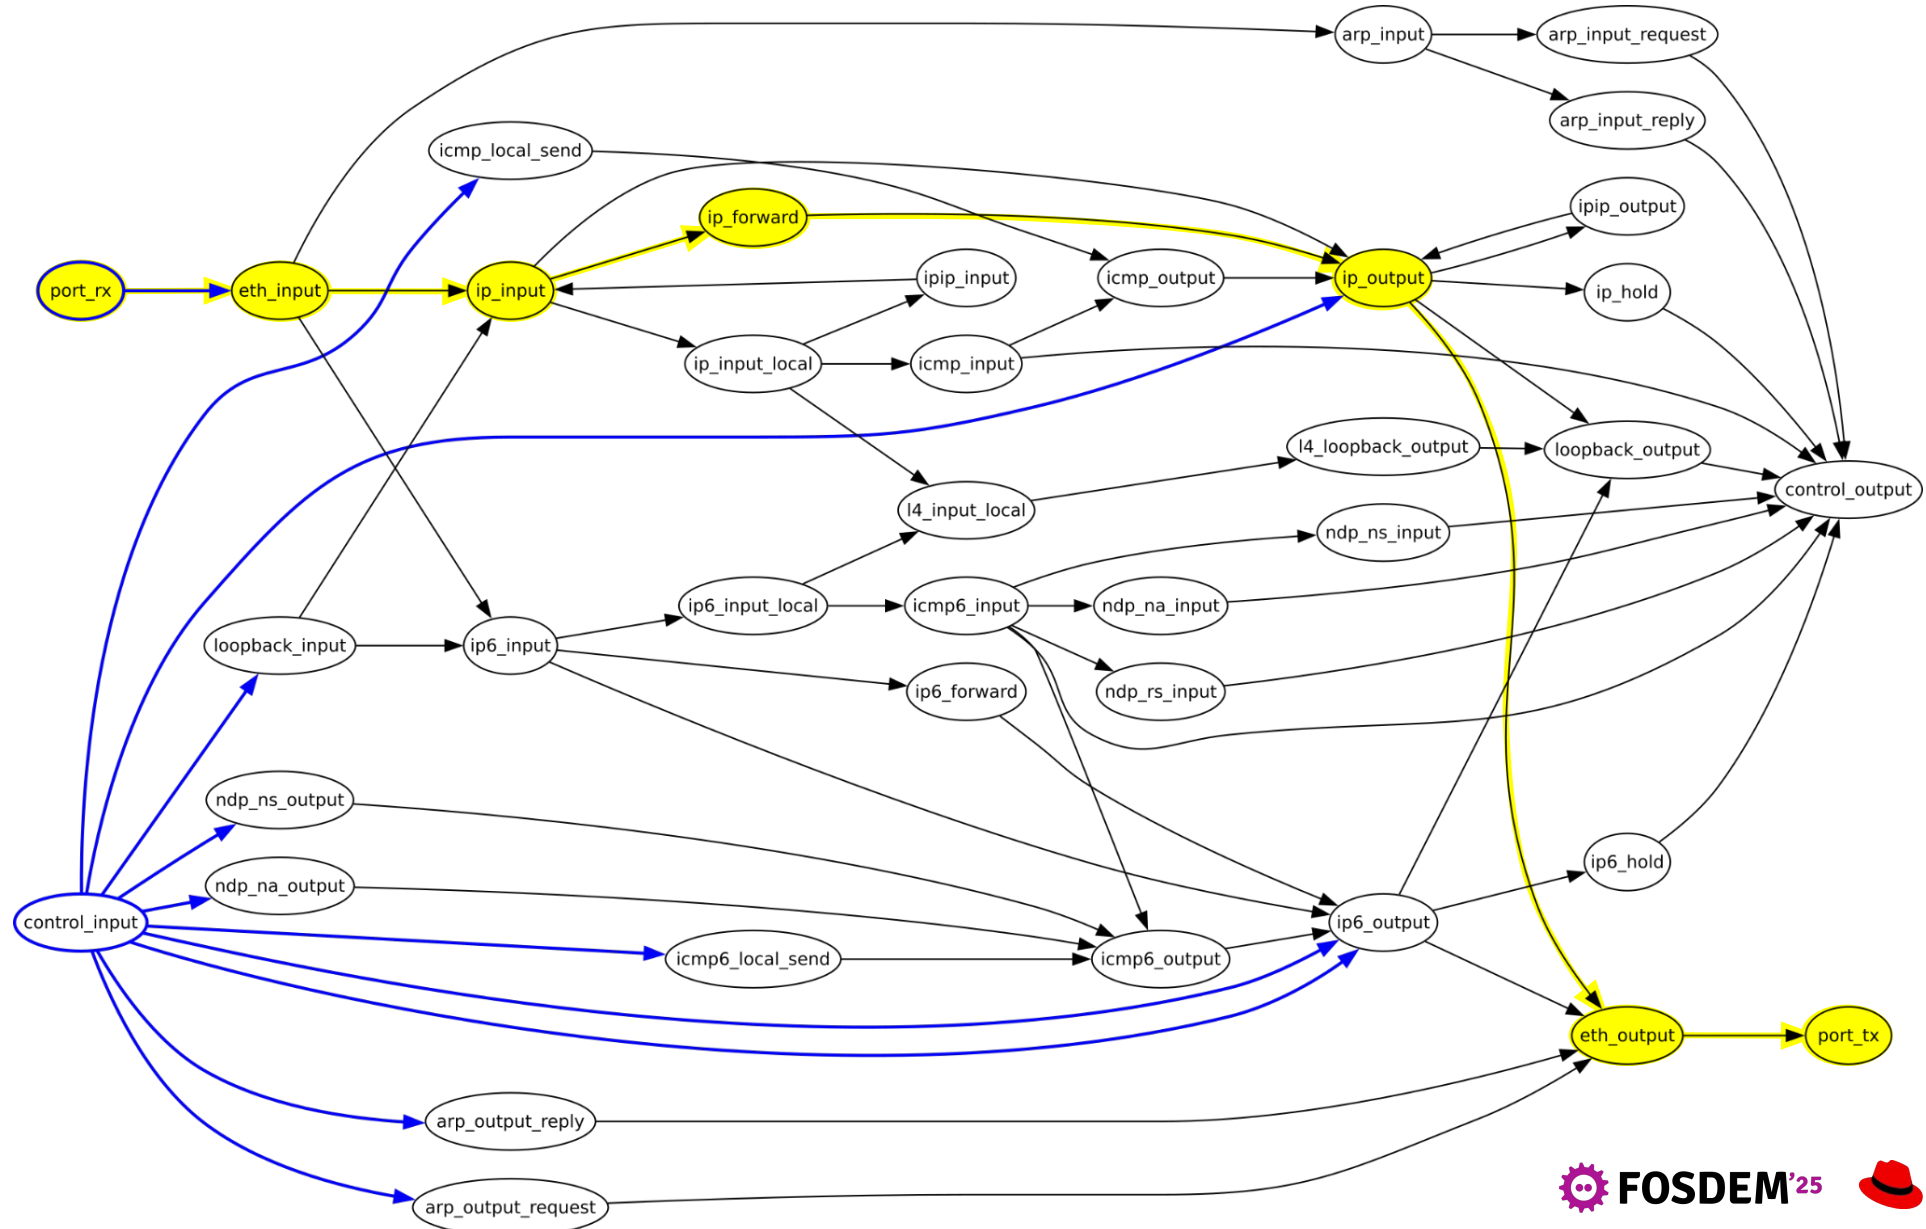 arp_input
arp_input_request
arp_input_reply
icmp_local_send
ip_forward
ipip_output
port_rx
eth_input
ip_input
ipip_input
icmp_output
ip_output
ip_hold
ip_input_local
icmp_input
l4_loopback_output
loopback_output
control_output
l4_input_local
ndp_ns_input
ip6_input_local
icmp6_input
ndp_na_input
loopback_input
ip6_input
ip6_forward
ndp_rs_input
ndp_ns_output
ip6_hold
ndp_na_output
control_input
ip6_output
icmp6_local_send
icmp6_output
eth_output
port_tx
arp_output_reply
arp_output_request
FOSDEM'25